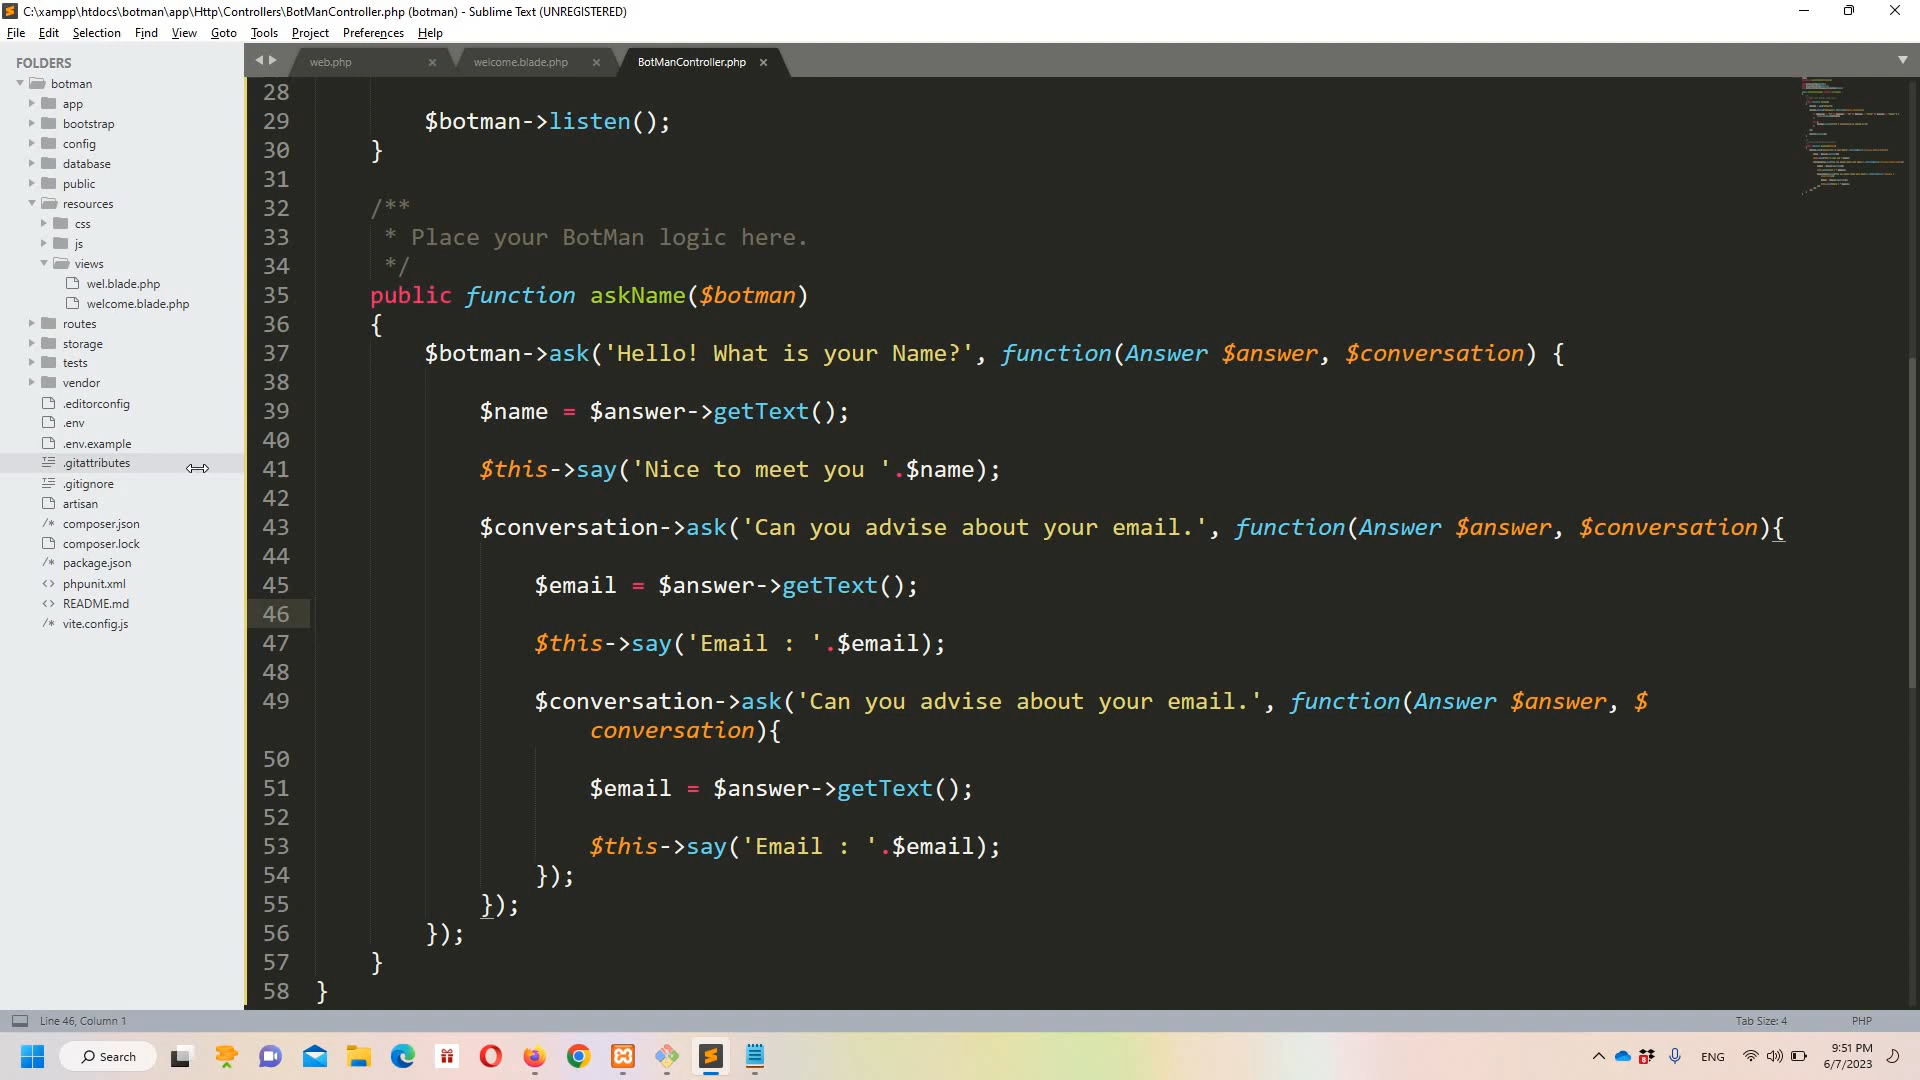 C:\xampp\htdocs\botman\app\Http\Controllers\BotManController.php (botman) - Sublime Text (UNREGISTERED)
File Edit Selection Find View Goto Tools Project Preferences Help
FOLDERS
botman
app
bootstrap
config
database
public
resources
css
js
views
wel.blade.php
welcome.blade.php
routes
storage
tests
vendor
.editorconfig
.env
.env.example
.gitattributes
.gitignore
artisan
composer.json
composer.lock
package.json
phpunit.xml
README.md
vite.config.js
web.php welcome.blade.php BotManController.php
28
29 $botman->listen();
30 }
31
32 /**
33 * Place your BotMan logic here.
34 */
35 public function askName($botman)
36 {
37 $botman->ask('Hello! What is your Name?', function(Answer $answer, $conversation) {
38
39 $name = $answer->getText();
40
41 $this->say('Nice to meet you '.$name);
42
43 $conversation->ask('Can you advise about your email.', function(Answer $answer, $conversation){
44
45 $email = $answer->getText();
46
47 $this->say('Email : '.$email);
48
49 $conversation->ask('Can you advise about your email.', function(Answer $answer, $
conversation){
50
51 $email = $answer->getText();
52
53 $this->say('Email : '.$email);
54 });
55 });
56 });
57 }
58 }
Line 46, Column 1 Tab Size: 4 PHP
Search ENG 9:51 PM
6/7/2023